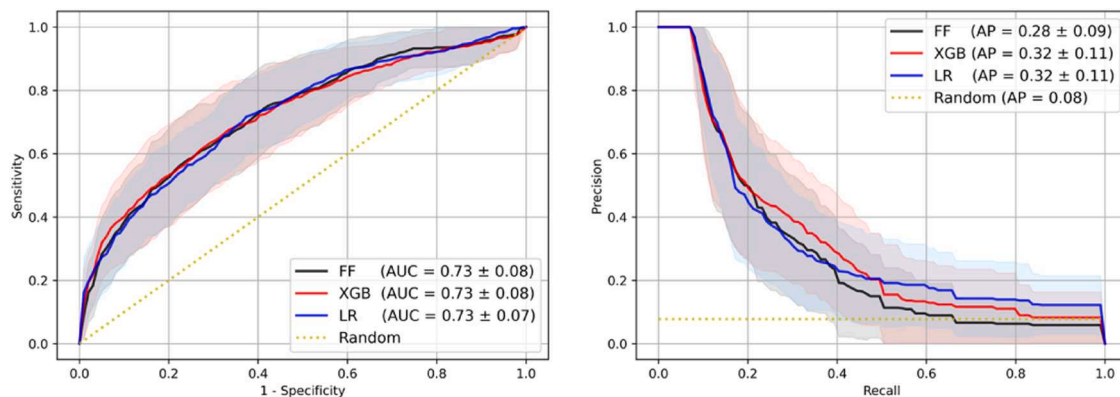 1.0
0.8
0.6
0.4
0.2
0.0
Sensitivity
0.0 0.2 0.4 0.6 0.8 1.0
1 - Specificity
FF (AUC = 0.73 ± 0.08)
XGB (AUC = 0.73 ± 0.08)
LR (AUC = 0.73 ± 0.07)
Random
1.0
0.8
0.6
0.4
0.2
0.0
Precision
0.0 0.2 0.4 0.6 0.8 1.0
Recall
FF (AP = 0.28 ± 0.09)
XGB (AP = 0.32 ± 0.11)
LR (AP = 0.32 ± 0.11)
Random (AP = 0.08)